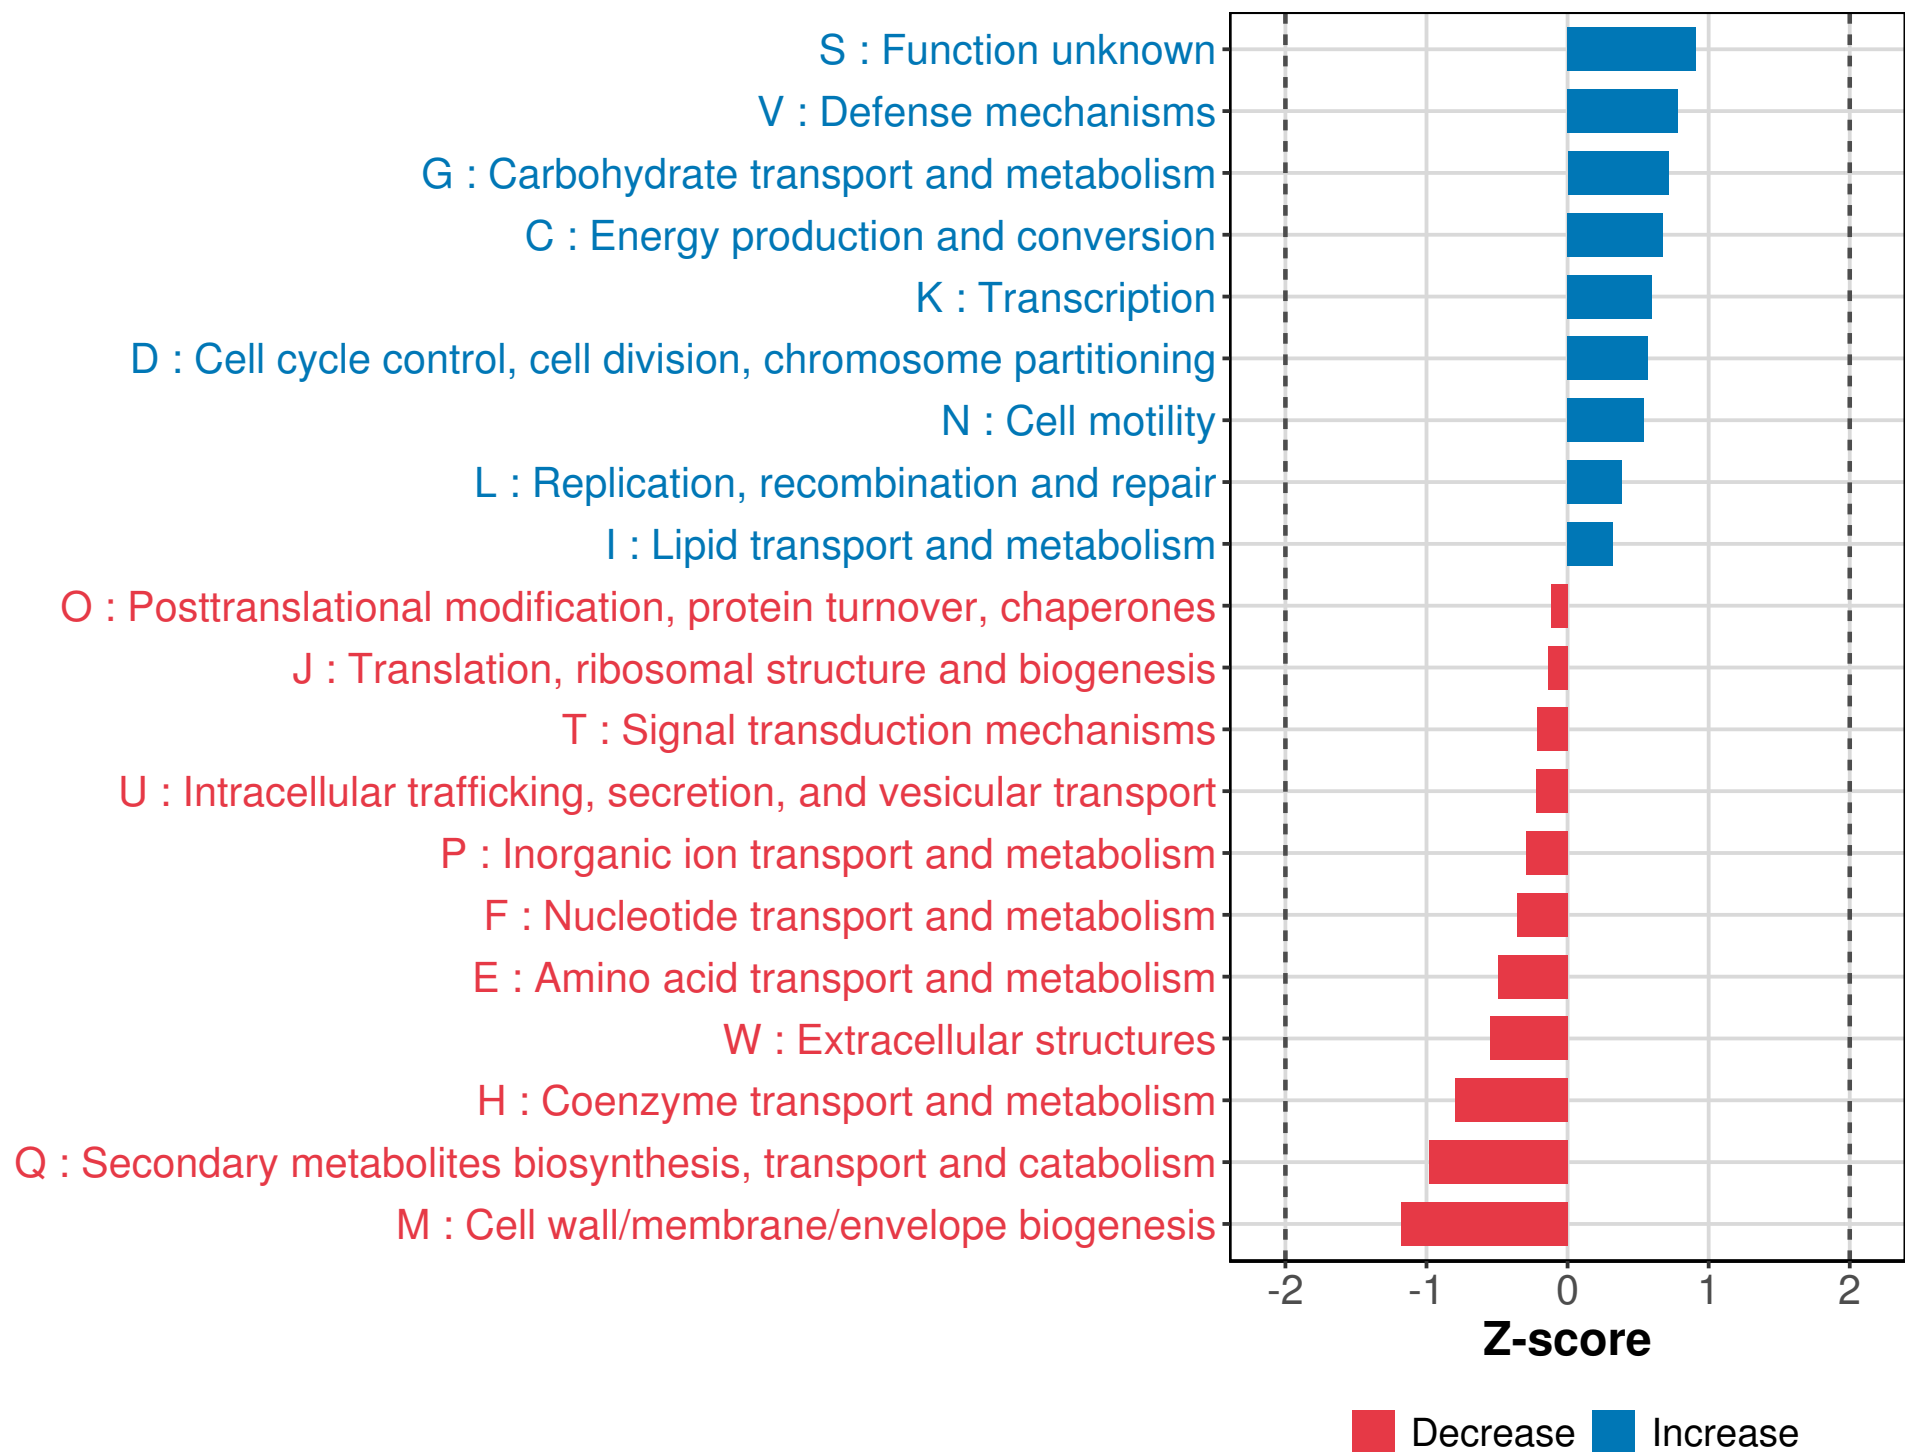 S : Function unknown
V : Defense mechanisms
G : Carbohydrate transport and metabolism
C : Energy production and conversion
K : Transcription
D : Cell cycle control, cell division, chromosome partitioning
N : Cell motility
L : Replication, recombination and repair
I : Lipid transport and metabolism
O : Posttranslational modification, protein turnover, chaperones
J : Translation, ribosomal structure and biogenesis
T : Signal transduction mechanisms
U : Intracellular trafficking, secretion, and vesicular transport
P : Inorganic ion transport and metabolism
F : Nucleotide transport and metabolism
E : Amino acid transport and metabolism
W : Extracellular structures
H : Coenzyme transport and metabolism
Q : Secondary metabolites biosynthesis, transport and catabolism
M : Cell wall/membrane/envelope biogenesis
-2 -1 0 1 2
Z-score
Decrease Increase